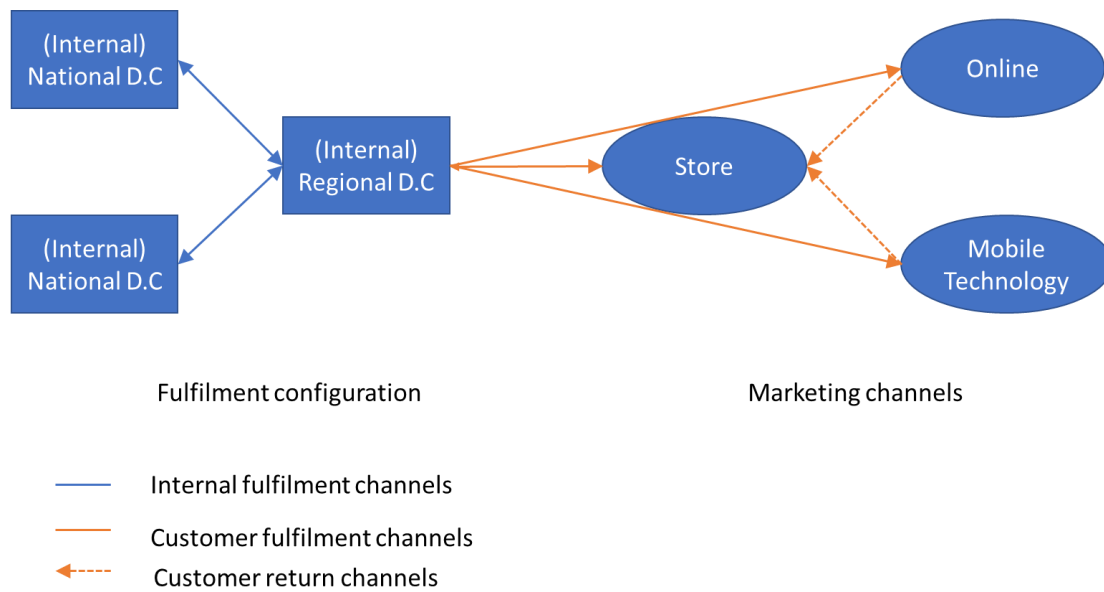 (Internal)
National D.C
(Internal)
Regional D.C
(Internal)
National D.C
Store
Online
Mobile
Technology
Fulfilment configuration
Marketing channels
Internal fulfilment channels
Customer fulfilment channels
Customer return channels